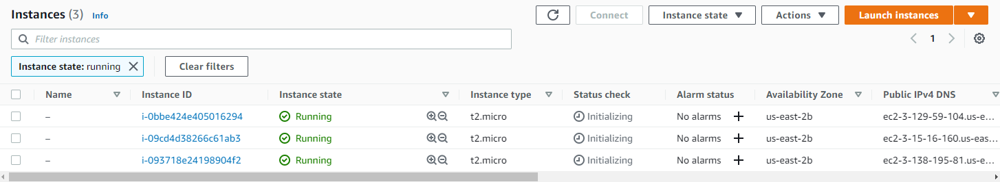 Instances (3) Info Connect Instance state Actions Launch instances
Filter instances 1
Instance state: running Clear filters
Name Instance ID Instance state Instance type Status check Alarm status Availability Zone Public IPv4 DNS
– i-0bbe424e405016294 Running t2.micro Initializing No alarms + us-east-2b ec2-3-129-59-104.us-e...
– i-09cd4d38266c61ab3 Running t2.micro Initializing No alarms + us-east-2b ec2-3-15-16-160.us-eas...
– i-093718e24198904f2 Running t2.micro Initializing No alarms + us-east-2b ec2-3-138-195-81.us-e...